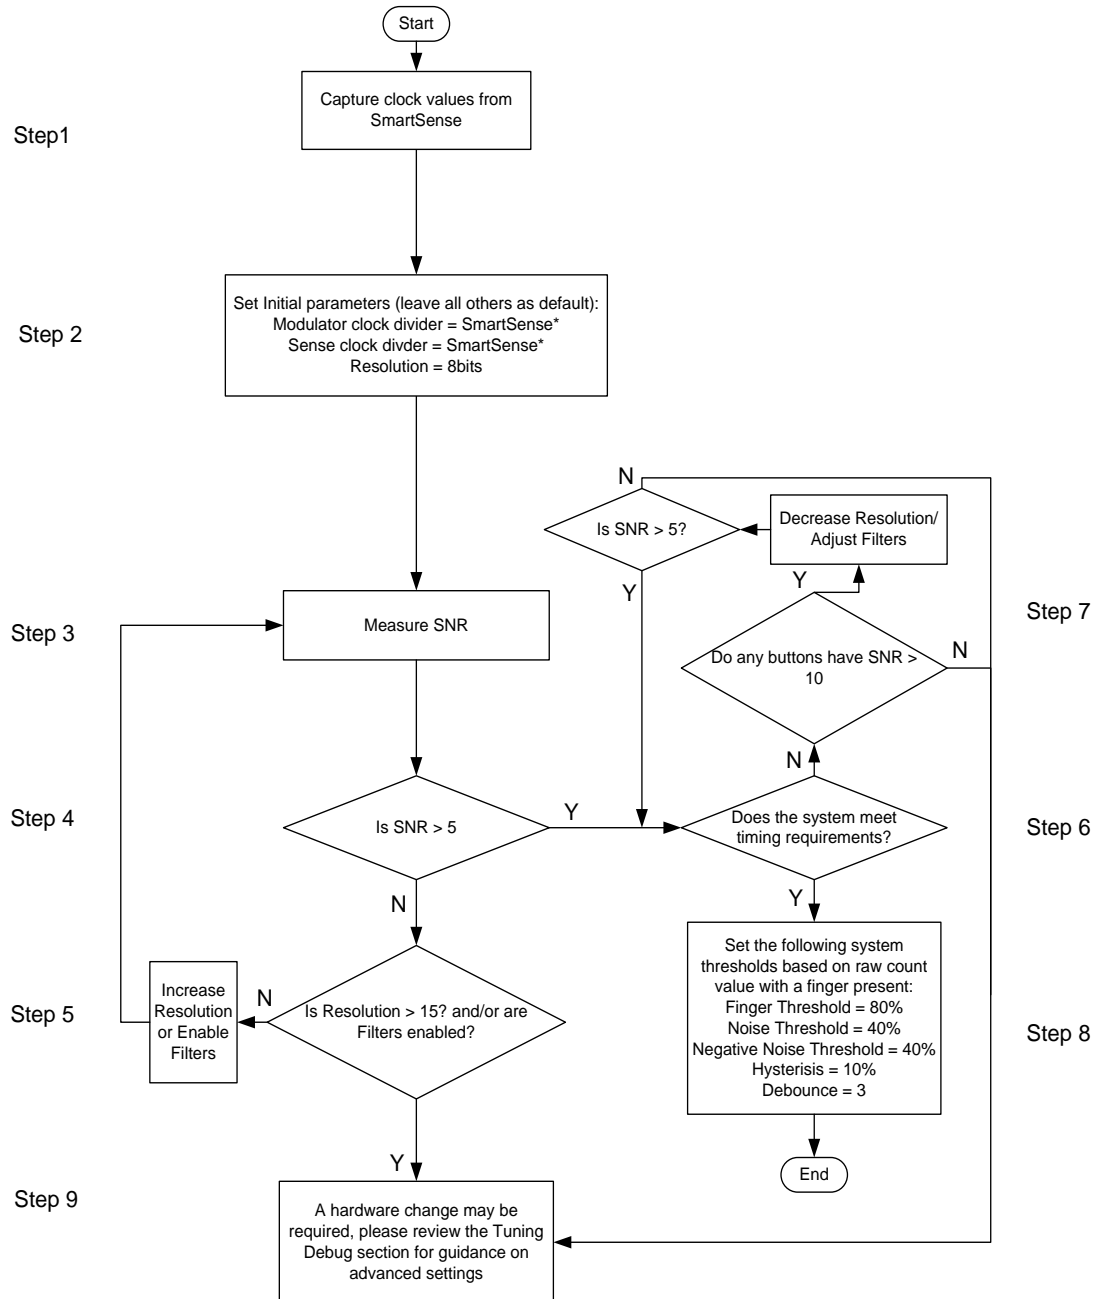 Start
Step1
Capture clock values from
SmartSense
Step 2
Set Initial parameters (leave all others as default):
Modulator clock divider = SmartSense*
Sense clock divder = SmartSense*
Resolution = 8bits
Step 3
Measure SNR
Step 4
Is SNR > 5
Y
N
Step 5
Is Resolution > 15? and/or are
Filters enabled?
N
Increase
Resolution
or Enable
Filters
Y
Step 9
A hardware change may be
required, please review the Tuning
Debug section for guidance on
advanced settings
N
Is SNR > 5?
Y
Decrease Resolution/
Adjust Filters
Y
Step 7
Do any buttons have SNR >
10
N
N
Does the system meet
timing requirements?
Step 6
Y
Set the following system
thresholds based on raw count
value with a finger present:
Finger Threshold = 80%
Noise Threshold = 40%
Negative Noise Threshold = 40%
Hysterisis = 10%
Debounce = 3
Step 8
End